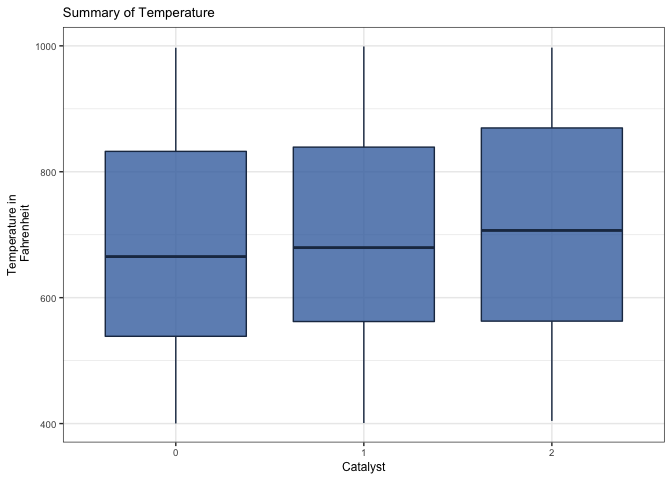 Summary of Temperature
1000
800
600
400
Temperature in
Fahrenheit
0 1 2
Catalyst